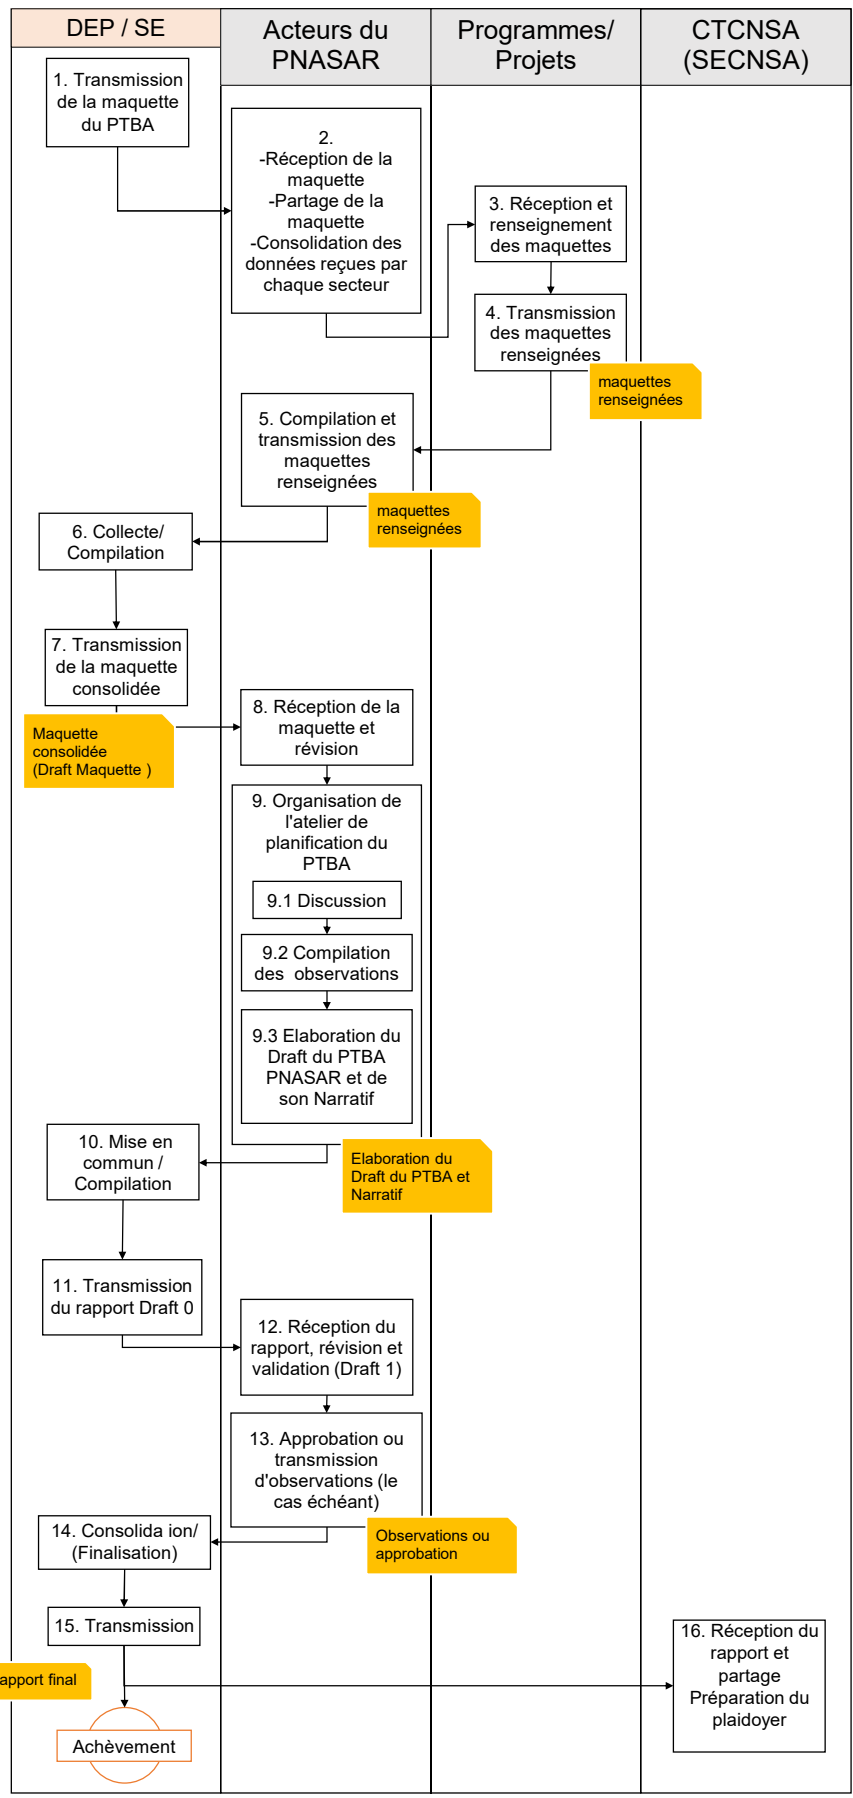 DEP / SE
Acteurs du
PNASAR
Programmes/
Projets
CTCNSA
(SECNSA)
1. Transmission
de la maquette
du PTBA
2.
-Réception de la
maquette
-Partage de la
maquette
-Consolidation des
données reçues par
chaque secteur
3. Réception et
renseignement
des maquettes
4. Transmission
des maquettes
renseignées
maquettes
renseignées
5. Compilation et
transmission des
maquettes
renseignées
maquettes
renseignées
6. Collecte/
Compilation
7. Transmission
de la maquette
consolidée
Maquette
consolidée
(Draft Maquette )
8. Réception de la
maquette et
révision
9. Organisation de
l'atelier de
planification du
PTBA
9.1 Discussion
9.2 Compilation
des  observations
9.3 Elaboration du
Draft du PTBA
PNASAR et de
son Narratif
Elaboration du
Draft du PTBA et
Narratif
10. Mise en
commun /
Compilation
11. Transmission
du rapport Draft 0
12. Réception du
rapport, révision et
validation (Draft 1)
13. Approbation ou
transmission
d'observations (le
cas échéant)
Observations ou
approbation
14. Consolida ion/
(Finalisation)
15. Transmission
16. Réception du
rapport et
partage
Préparation du
plaidoyer
apport final
Achèvement